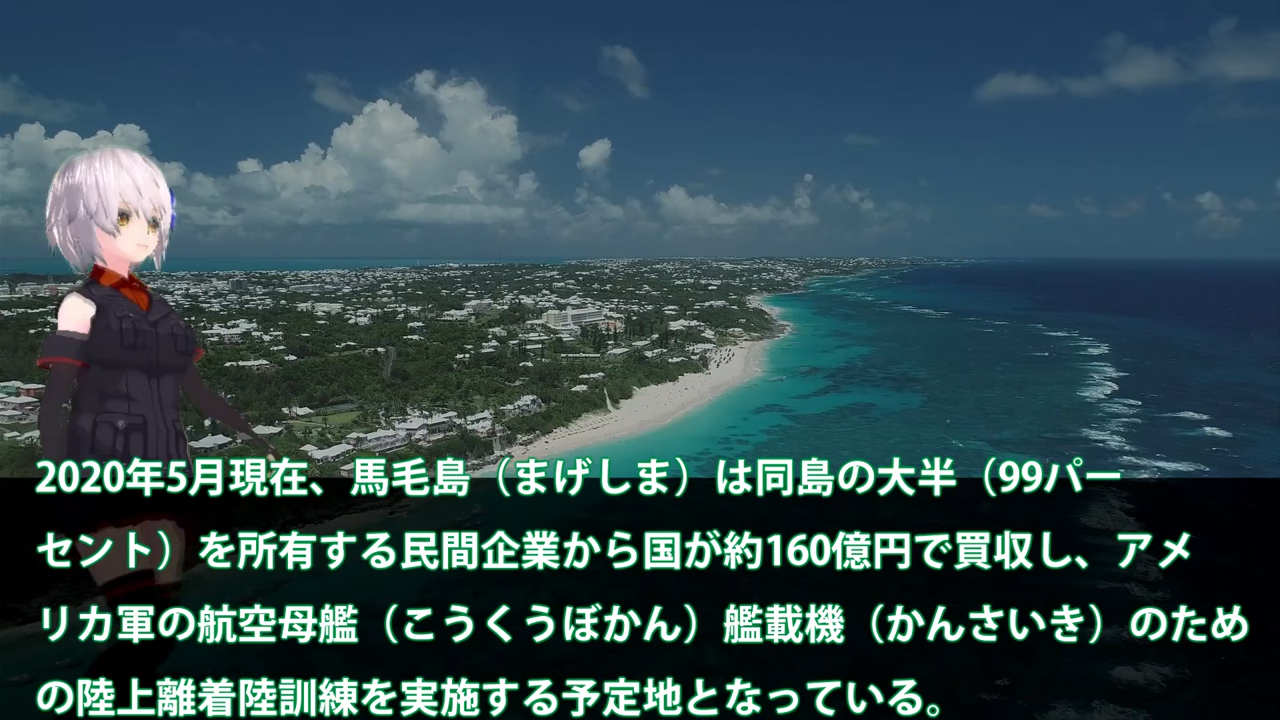 2020年5月現在、馬毛島（まげしま）は同島の大半（99パー
セント）を所有する民間企業から国が約160億円で買収し、アメ
リカ軍の航空母艦（こうくうぼかん）艦載機（かんさいき）のため
の陸上離着陸訓練を実施する予定地となっている。